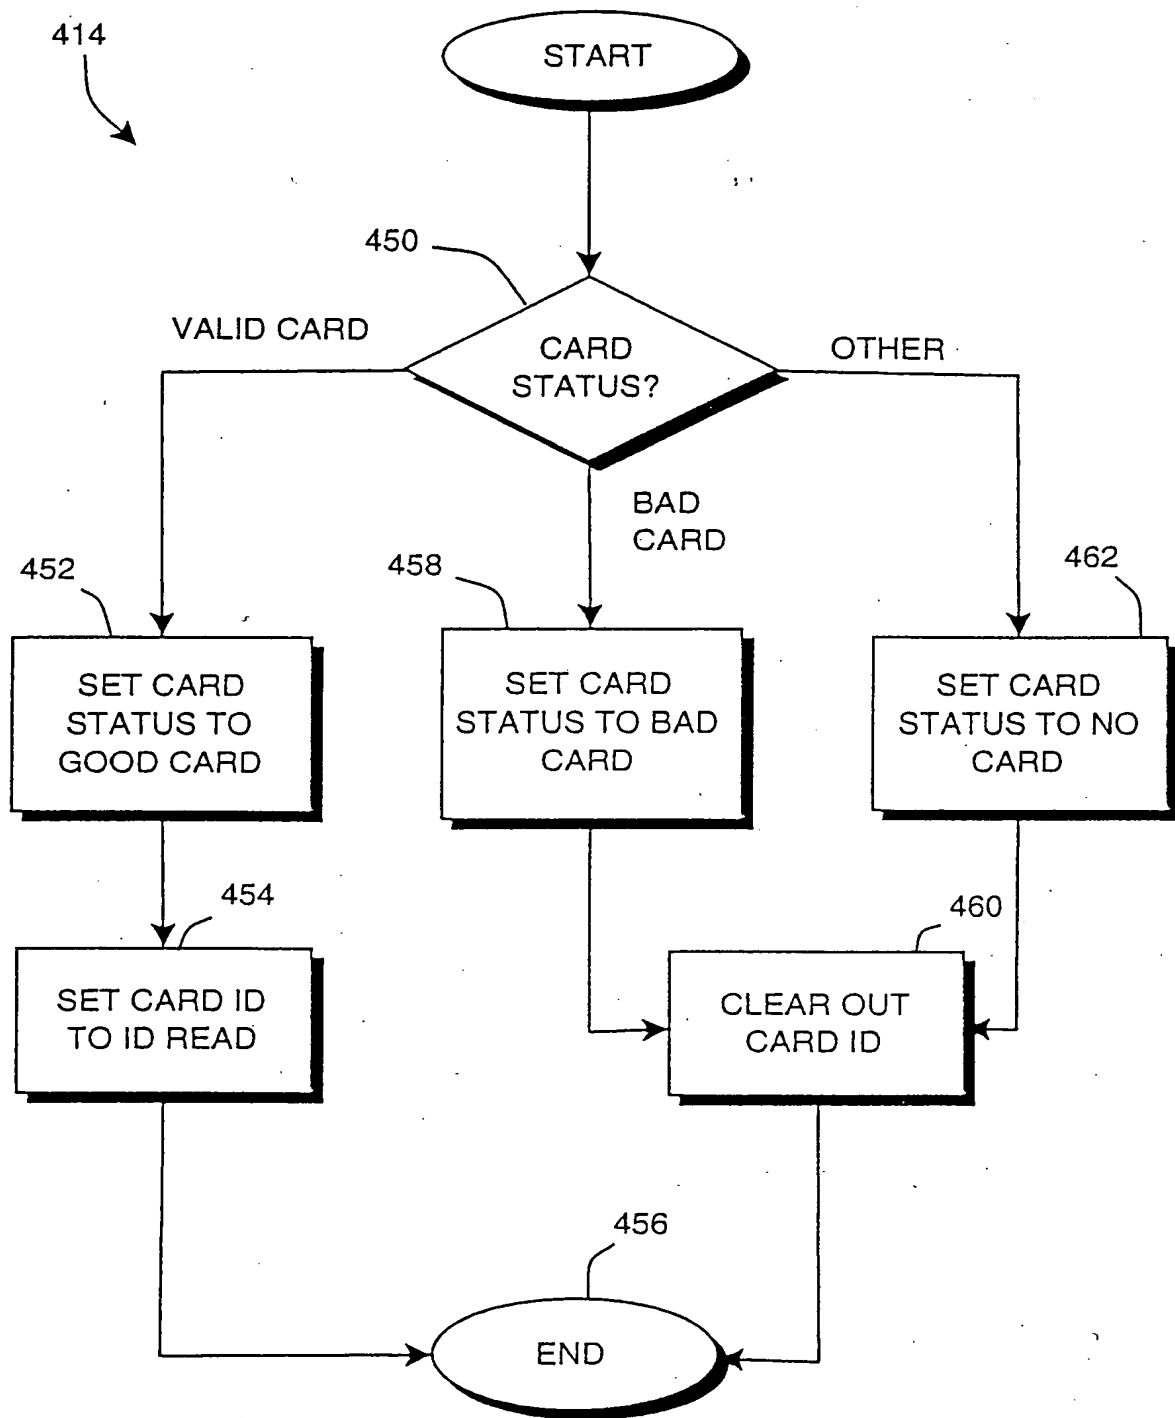 414
START
450
VALID CARD
CARD
STATUS?
OTHER
BAD
CARD
452
458
462
SET CARD
STATUS TO
GOOD CARD
SET CARD
STATUS TO BAD
CARD
SET CARD
STATUS TO NO
CARD
454
460
SET CARD ID
TO ID READ
CLEAR OUT
CARD ID
456
END